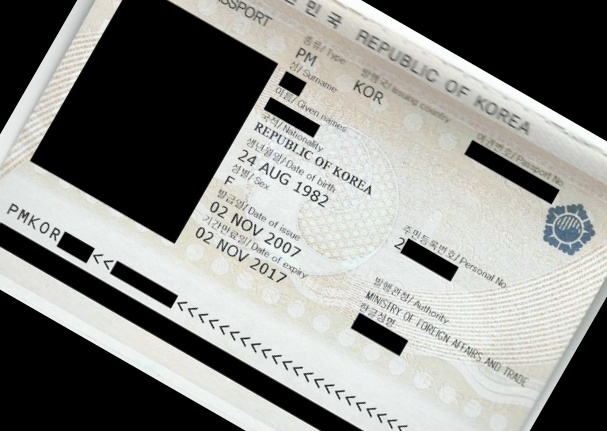 민국 REPUBLIC OF KOREA
종류/ Type 발행국/ Issuing country 여권번호/ Passport No.
PM KOR
성/ Surname
이름/ Given names
국적/ Nationality
REPUBLIC OF KOREA
생년월일/ Date of birth 주민등록번호/ Personal No.
24 AUG 1982 2
성별/ Sex 발행관청/ Authority
F MINISTRY OF FOREIGN AFFAIRS AND TRADE
발급일/ Date of issue 한글성명
02 NOV 2007
기간만료일/ Date of expiry
02 NOV 2017
PMKOR <<